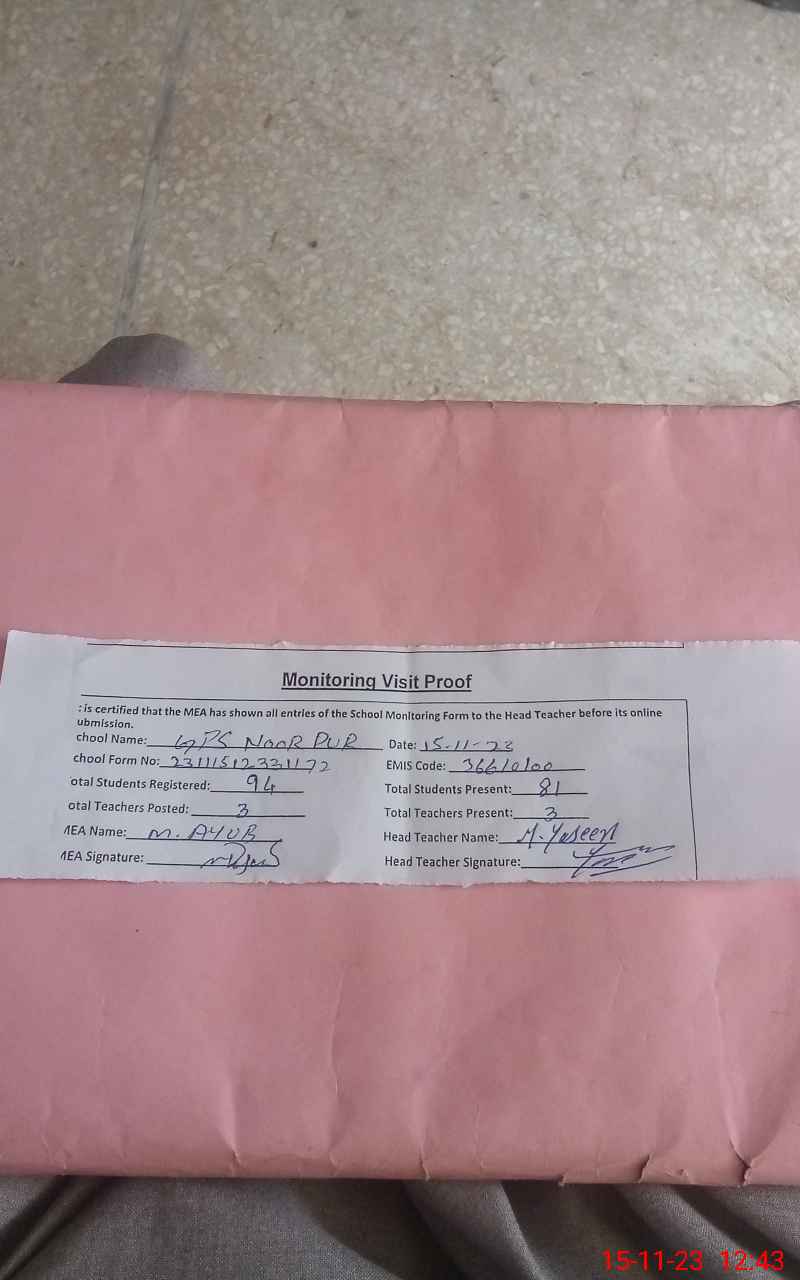 Monitoring Visit Proof
: is certified that the MEA has shown all entries of the School Monitoring Form to the Head Teacher before its online
ubmission.
chool Name: GPS NOOR PUR Date: 15-11-23
chool Form No: 23111512331172 EMIS Code: 36610100
otal Students Registered: 94 Total Students Present: 81
otal Teachers Posted: 3 Total Teachers Present: 3
MEA Name: M. AYUB Head Teacher Name: M. Yaseen
MEA Signature: Head Teacher Signature:
15-11-23 12:43